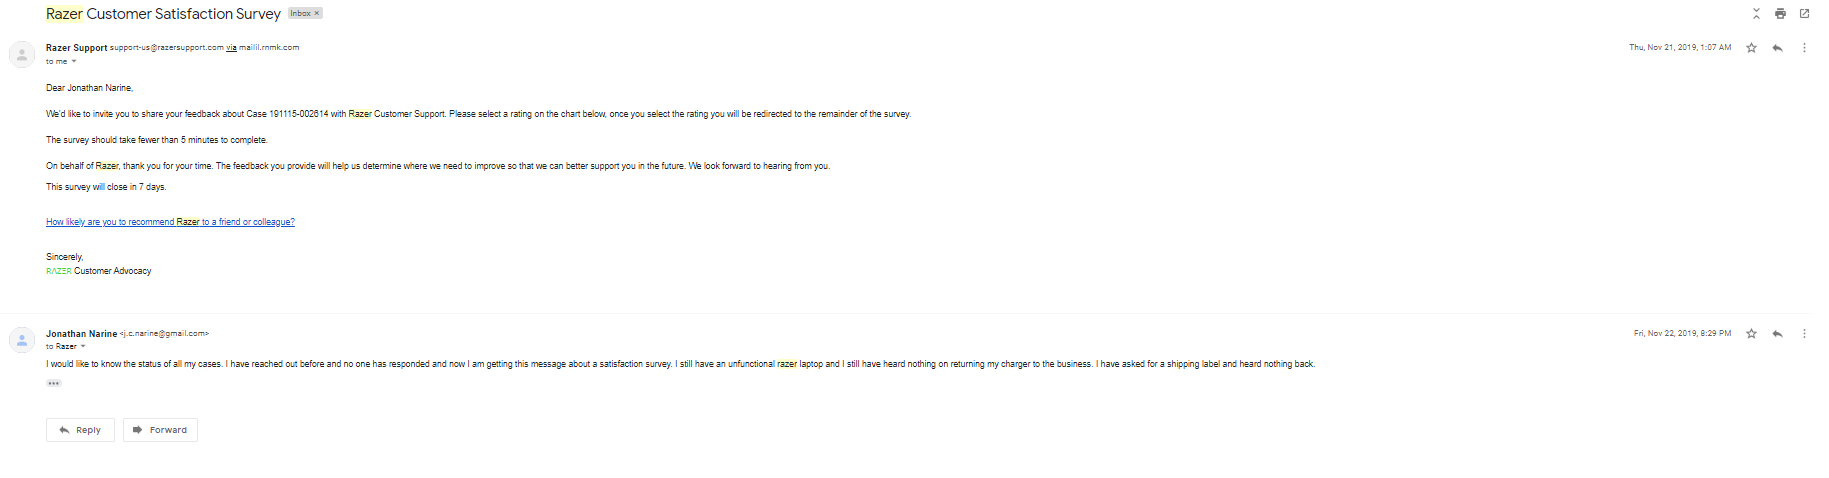 Razer Customer Satisfaction Survey Inbox ×
Razer Support support-us@razersupport.com via mailil.rnmk.com Thu, Nov 21, 2019, 1:07 AM
to me
Dear Jonathan Narine,
We'd like to invite you to share your feedback about Case 191115-002614 with Razer Customer Support. Please select a rating on the chart below, once you select the rating you will be redirected to the remainder of the survey.
The survey should take fewer than 5 minutes to complete.
On behalf of Razer, thank you for your time. The feedback you provide will help us determine where we need to improve so that we can better support you in the future. We look forward to hearing from you.
This survey will close in 7 days.
How likely are you to recommend Razer to a friend or colleague?
Sincerely,
RAZER Customer Advocacy
Jonathan Narine <j.c.narine@gmail.com> Fri, Nov 22, 2019, 8:29 PM
to Razer
I would like to know the status of all my cases. I have reached out before and no one has responded and now I am getting this message about a satisfaction survey. I still have an unfunctional razer laptop and I still have heard nothing on returning my charger to the business. I have asked for a shipping label and heard nothing back.
Reply Forward